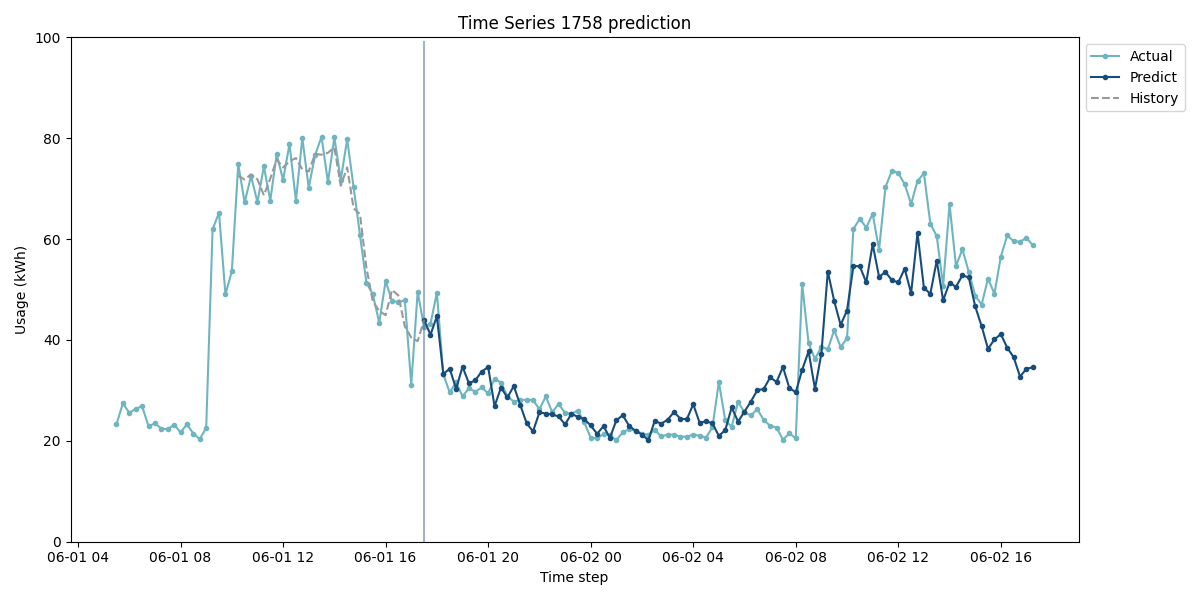 Time Series 1758 prediction
100
80
60
40
20
0
Usage (kWh)
06-01 04
06-01 08
06-01 12
06-01 16
06-01 20
06-02 00
06-02 04
06-02 08
06-02 12
06-02 16
Time step
Actual
Predict
History